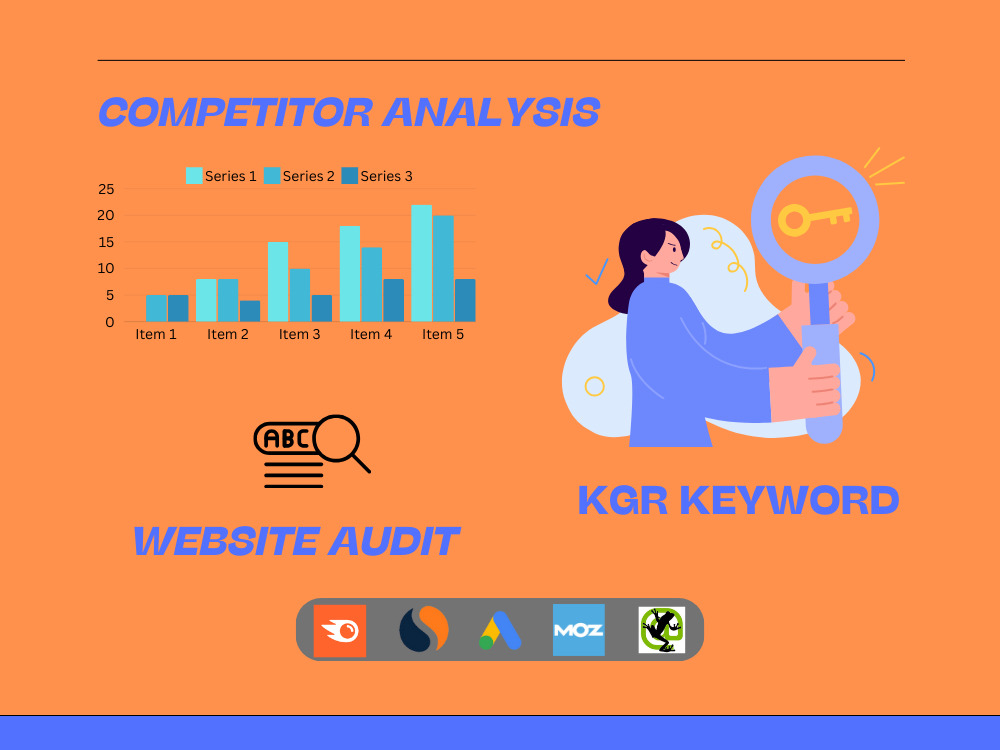 COMPETITOR ANALYSIS
Series 1 Series 2 Series 3
25
20
15
10
5
0
Item 1 Item 2 Item 3 Item 4 Item 5
ABC
KGR KEYWORD
WEBSITE AUDIT
MOZ